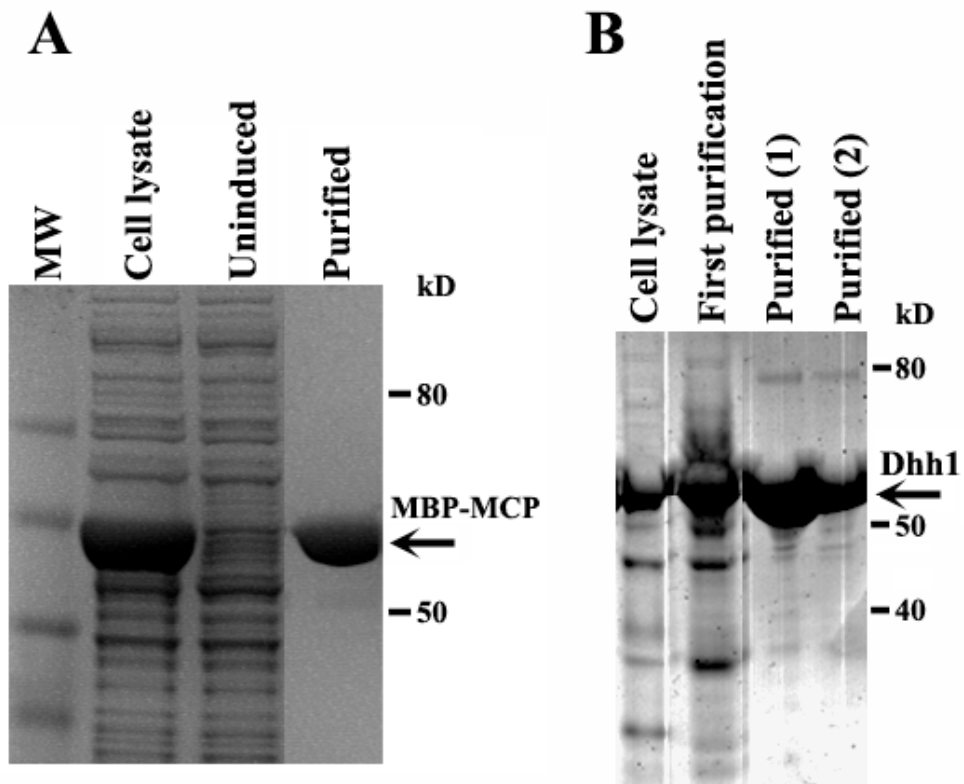 A
MW
Cell lysate
Uninduced
Purified
kD
80
MBP-MCP
50
B
Cell lysate
First purification
Purified (1)
Purified (2)
kD
80
Dhh1
50
40